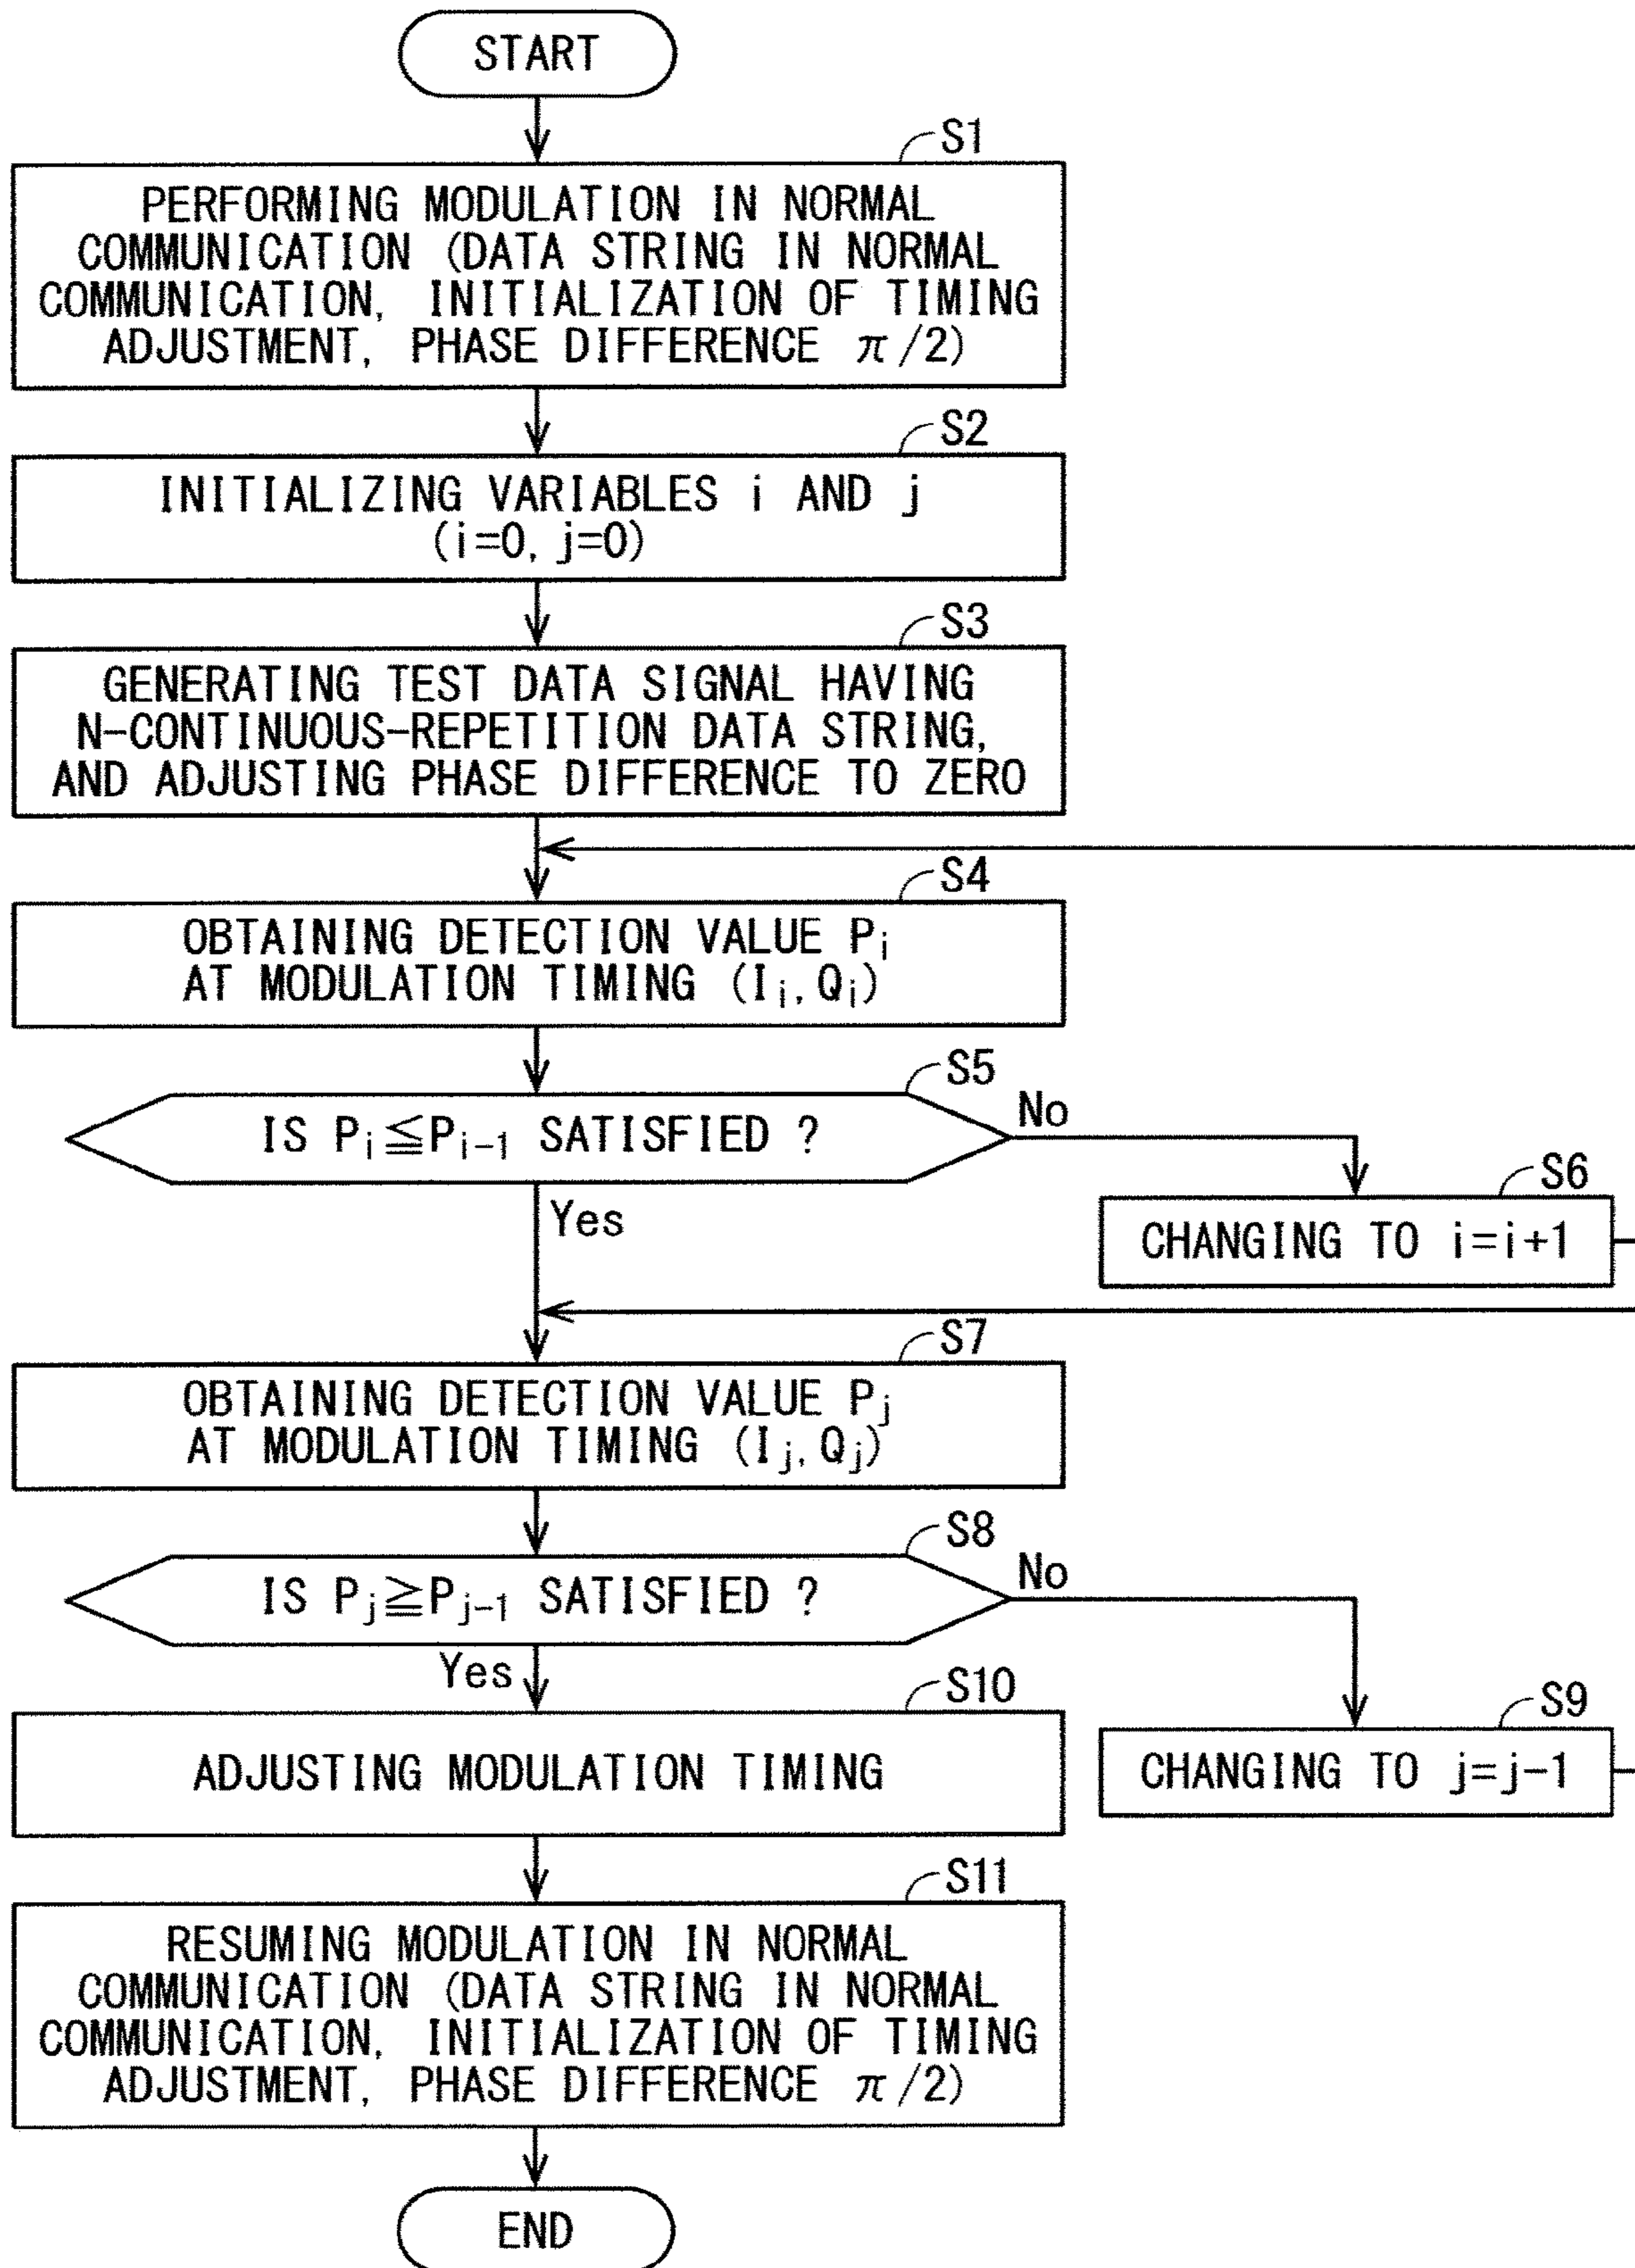 START
S1
PERFORMING MODULATION IN NORMAL
COMMUNICATION (DATA STRING IN NORMAL
COMMUNICATION, INITIALIZATION OF TIMING
ADJUSTMENT, PHASE DIFFERENCE π/2)
S2
INITIALIZING VARIABLES i AND j
(i=0, j=0)
S3
GENERATING TEST DATA SIGNAL HAVING
N-CONTINUOUS-REPETITION DATA STRING,
AND ADJUSTING PHASE DIFFERENCE TO ZERO
S4
OBTAINING DETECTION VALUE Pi
AT MODULATION TIMING (Ii, Qi)
S5
IS Pi≦Pi-1 SATISFIED ?
No
Yes
S6
CHANGING TO i=i+1
S7
OBTAINING DETECTION VALUE Pj
AT MODULATION TIMING (Ij, Qj)
S8
IS Pj≧Pj-1 SATISFIED ?
No
Yes
S9
CHANGING TO j=j-1
S10
ADJUSTING MODULATION TIMING
S11
RESUMING MODULATION IN NORMAL
COMMUNICATION (DATA STRING IN NORMAL
COMMUNICATION, INITIALIZATION OF TIMING
ADJUSTMENT, PHASE DIFFERENCE π/2)
END